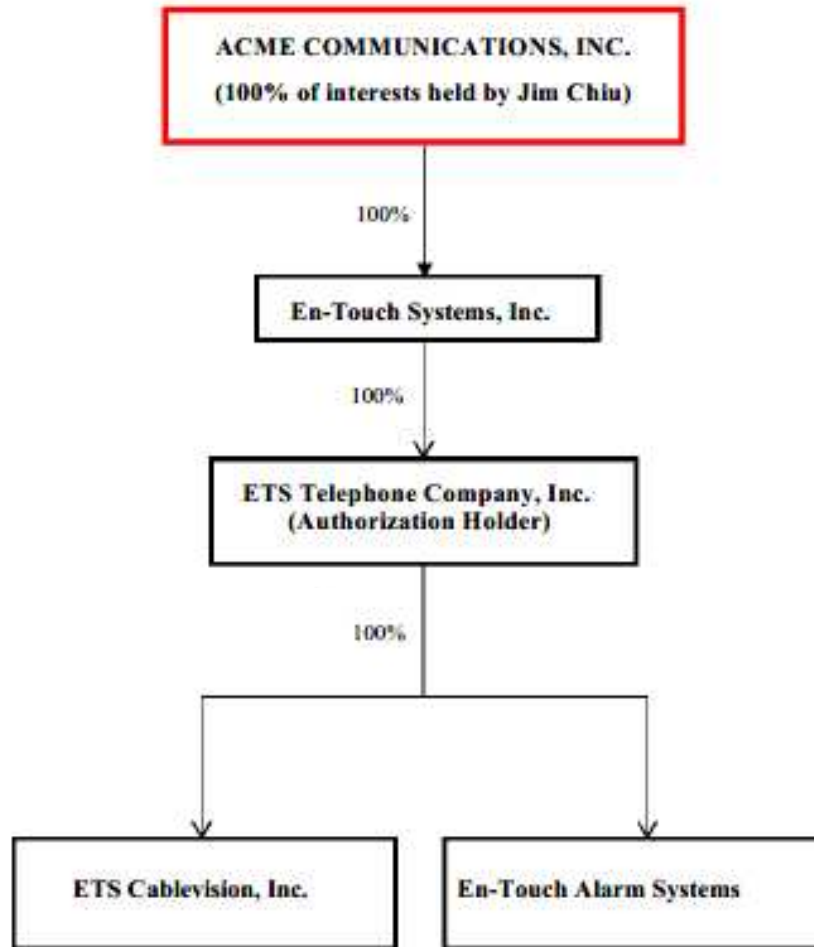 ACME COMMUNICATIONS, INC.
(100% of interests held by Jim Chiu)
100%
En-Touch Systems, Inc.
100%
ETS Telephone Company, Inc.
(Authorization Holder)
100%
ETS Cablevision, Inc.
En-Touch Alarm Systems